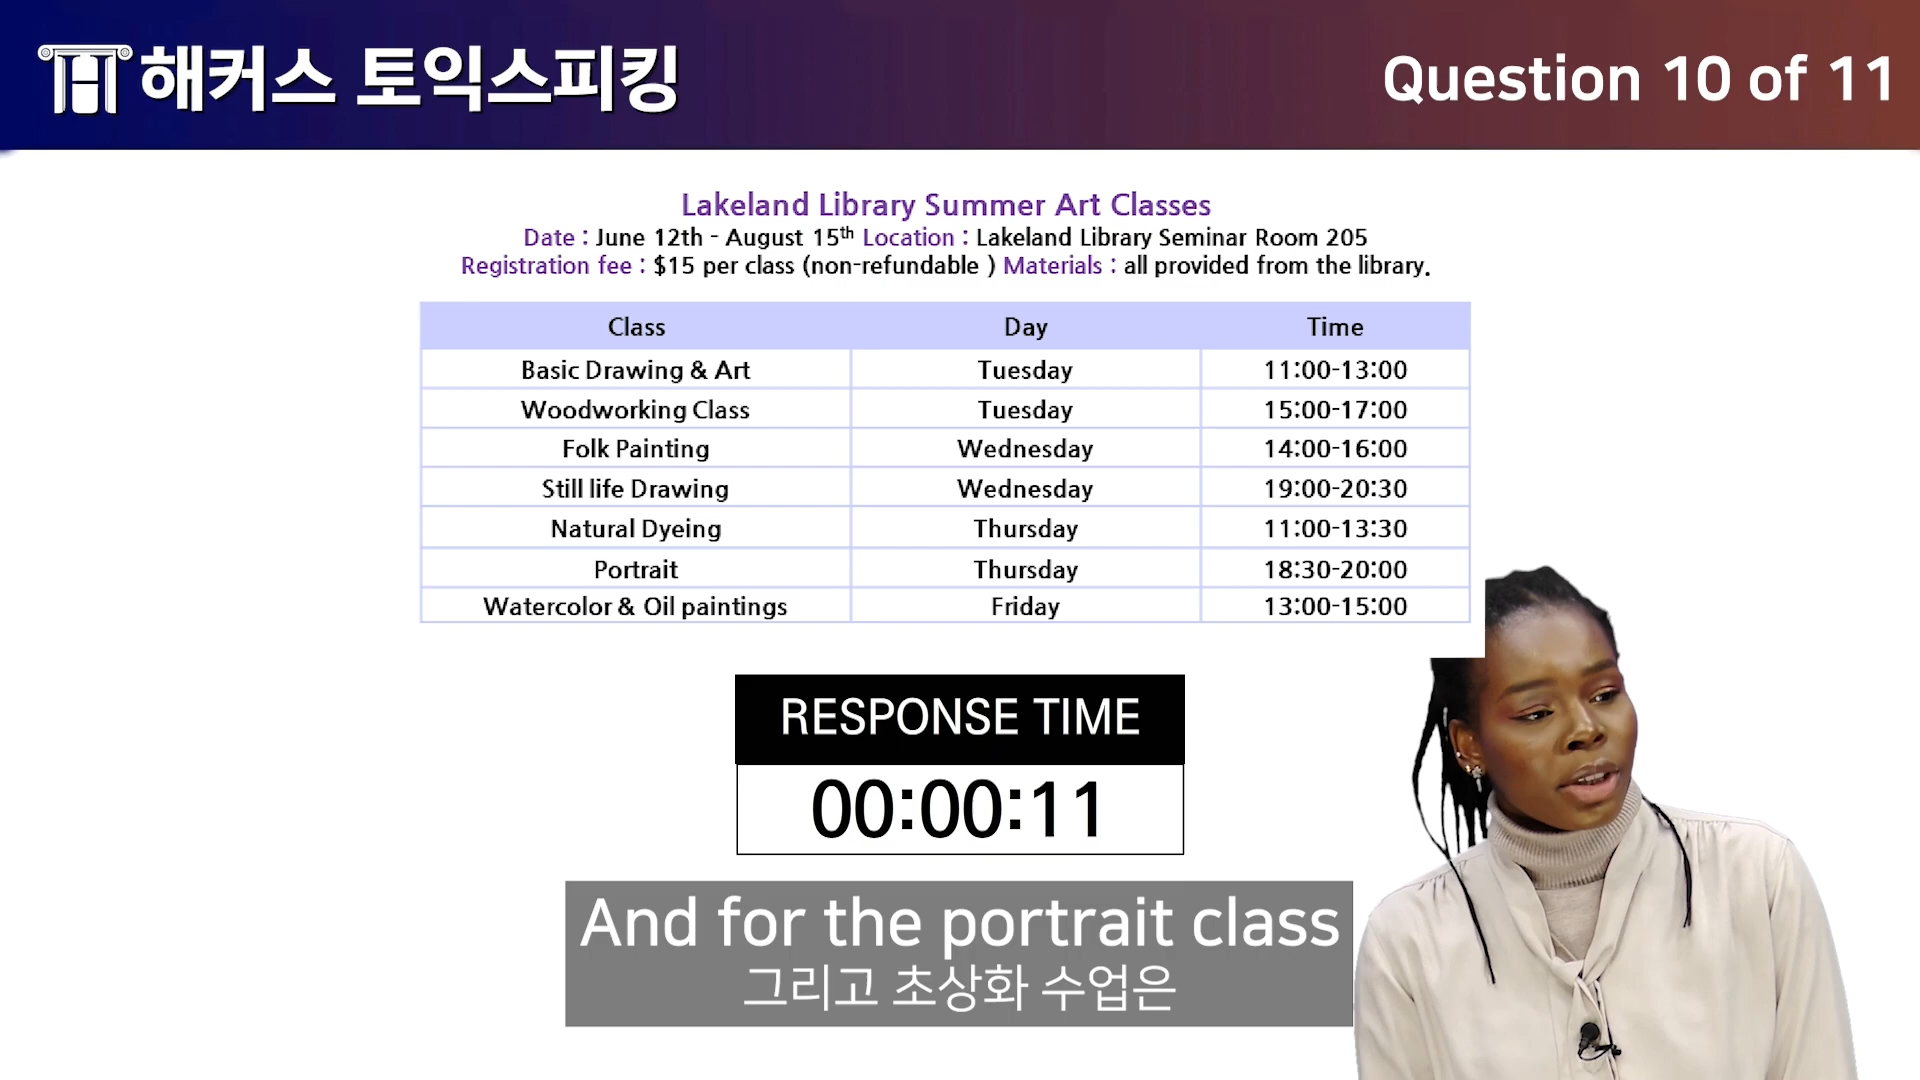 해커스 토익스피킹
Question 10 of 11
Lakeland Library Summer Art Classes
Date : June 12th - August 15th Location : Lakeland Library Seminar Room 205
Registration fee : $15 per class (non-refundable ) Materials : all provided from the library.
Class Day Time
Basic Drawing & Art Tuesday 11:00-13:00
Woodworking Class Tuesday 15:00-17:00
Folk Painting Wednesday 14:00-16:00
Still life Drawing Wednesday 19:00-20:30
Natural Dyeing Thursday 11:00-13:30
Portrait Thursday 18:30-20:00
Watercolor & Oil paintings Friday 13:00-15:00
RESPONSE TIME
00:00:11
And for the portrait class
그리고 초상화 수업은